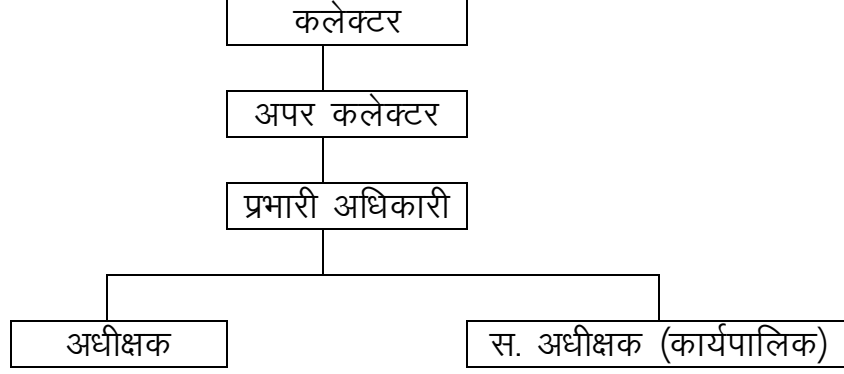 कलेक्टर
अपर कलेक्टर
प्रभारी अधिकारी
अधीक्षक
स. अधीक्षक (कार्यपालिक)